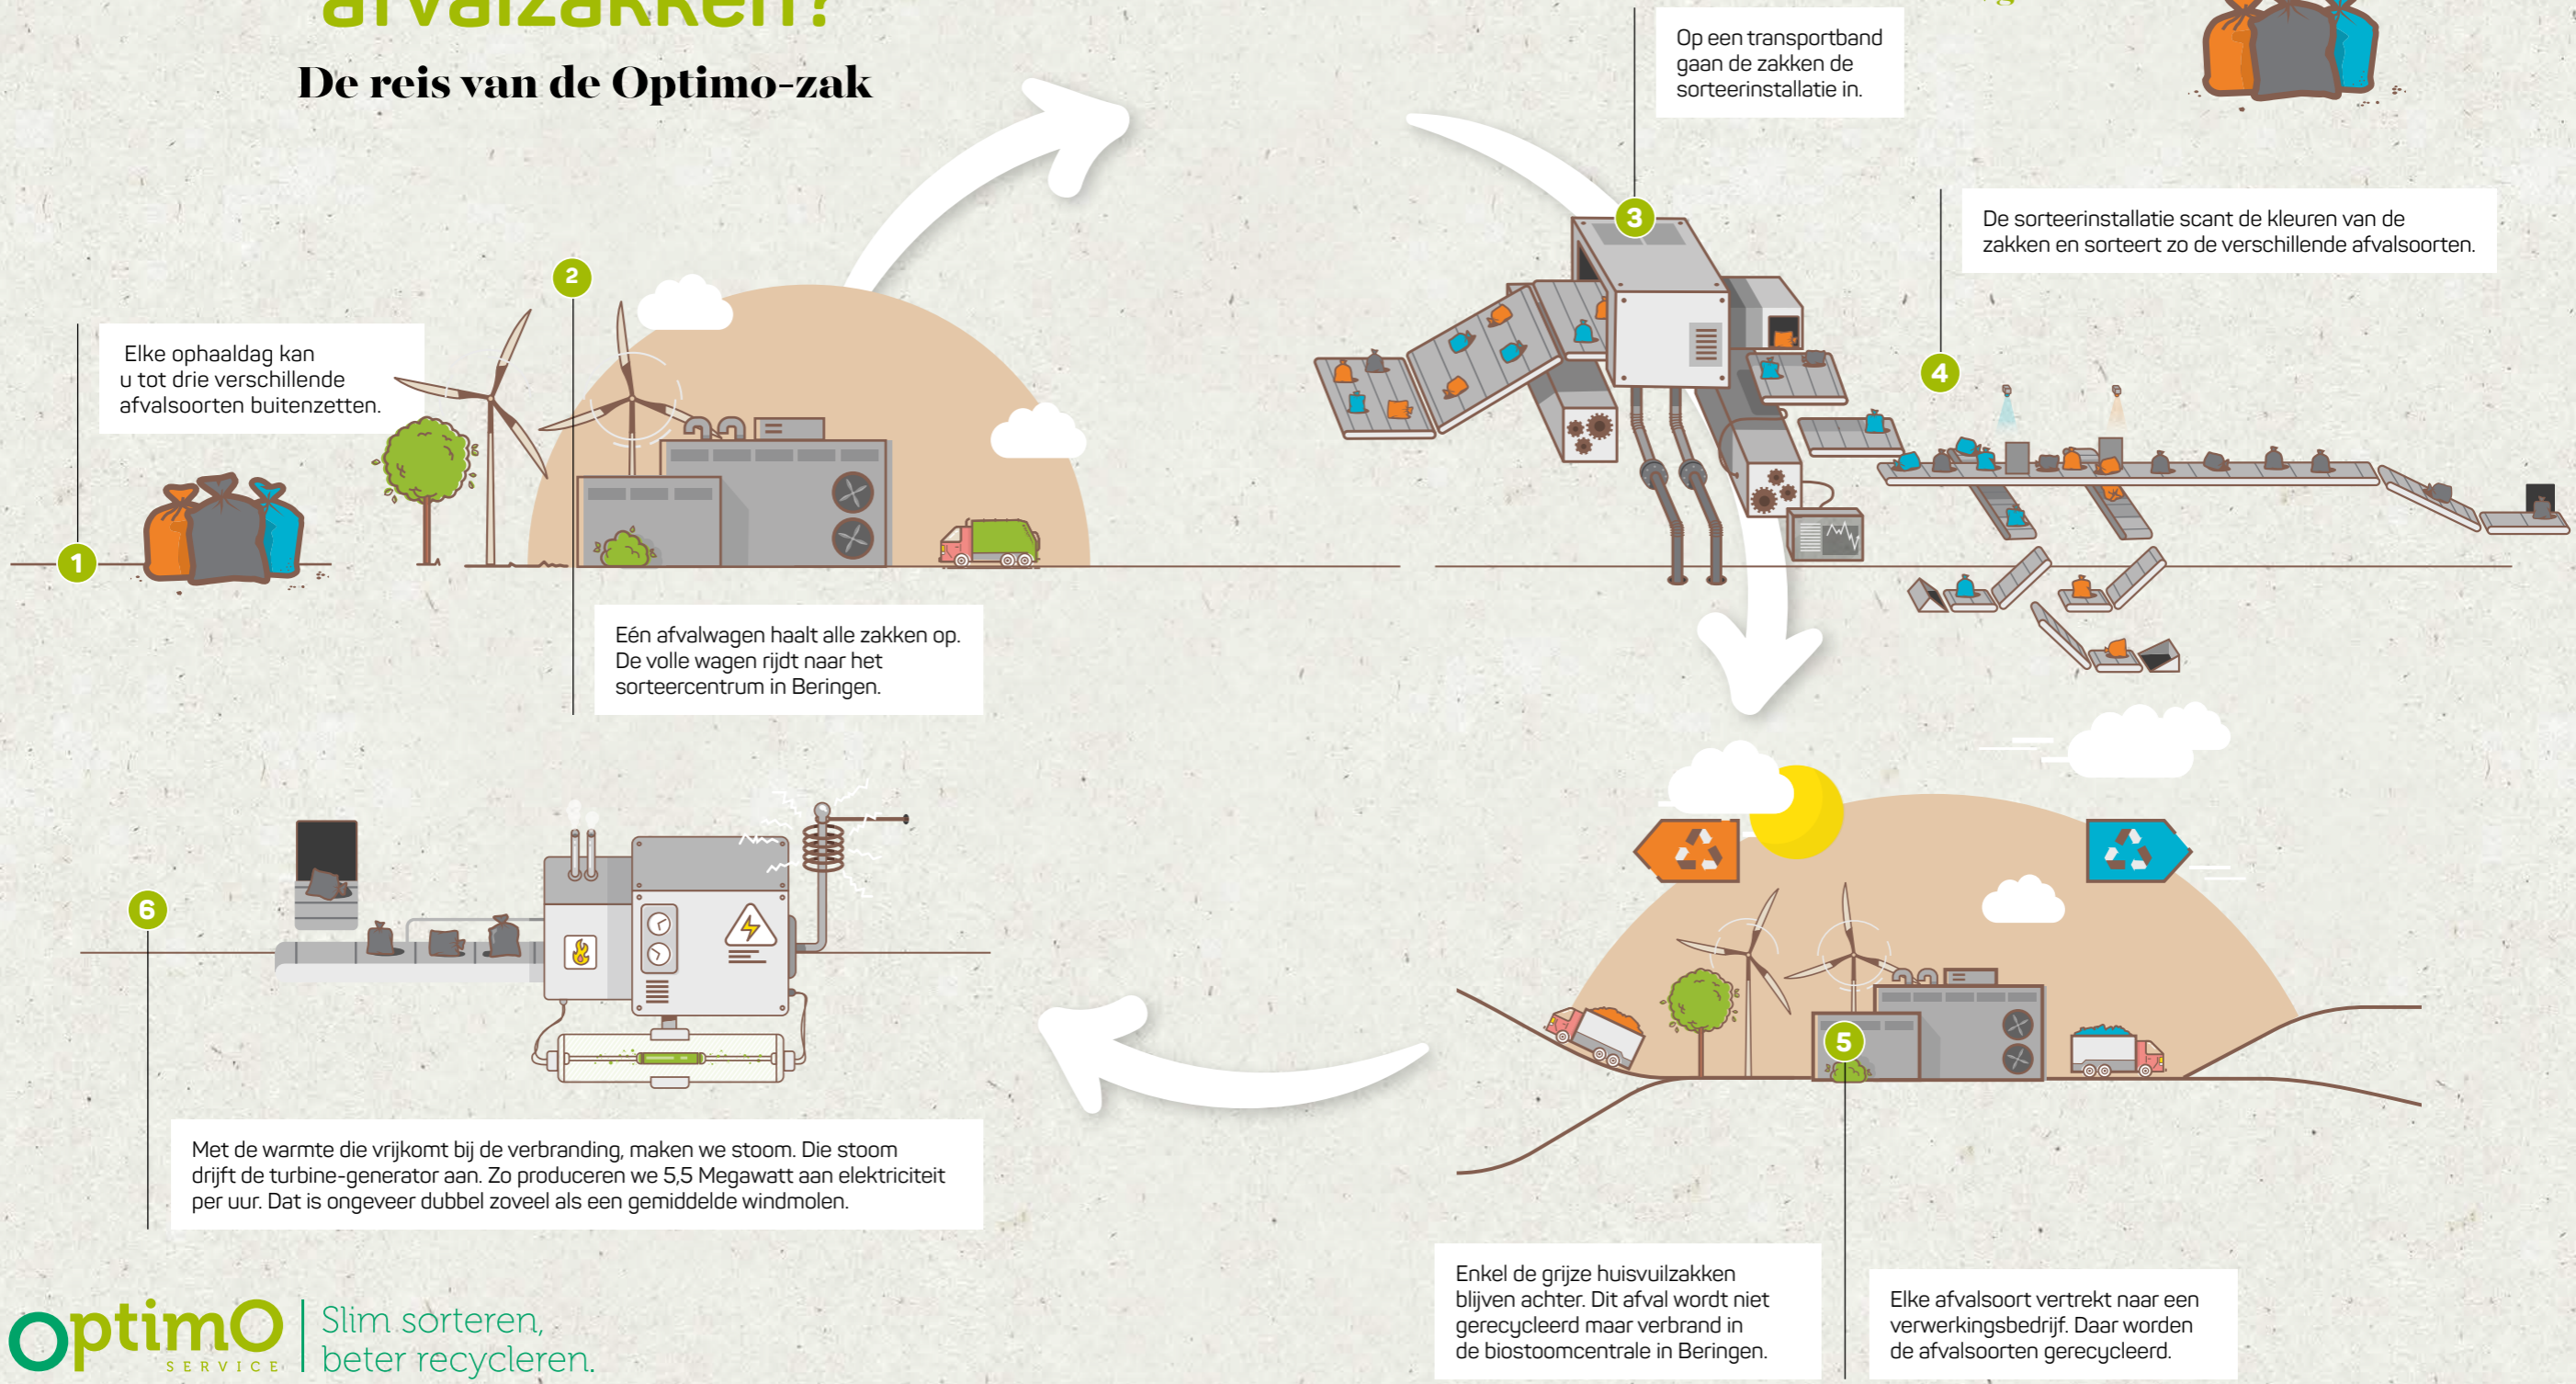 afvalzakken?
De reis van de Optimo-zak
1
Elke ophaaldag kan
u tot drie verschillende
afvalsoorten buitenzetten.
2
Eén afvalwagen haalt alle zakken op.
De volle wagen rijdt naar het
sorteercentrum in Beringen.
Op een transportband
gaan de zakken de
sorteerinstallatie in.
3
De sorteerinstallatie scant de kleuren van de
zakken en sorteert zo de verschillende afvalsoorten.
4
5
Enkel de grijze huisvuilzakken
blijven achter. Dit afval wordt niet
gerecycleerd maar verbrand in
de biostoomcentrale in Beringen.
Elke afvalsoort vertrekt naar een
verwerkingsbedrijf. Daar worden
de afvalsoorten gerecycleerd.
6
Met de warmte die vrijkomt bij de verbranding, maken we stoom. Die stoom
drijft de turbine-generator aan. Zo produceren we 5,5 Megawatt aan elektriciteit
per uur. Dat is ongeveer dubbel zoveel als een gemiddelde windmolen.
optimo
SERVICE
Slim sorteren,
beter recycleren.